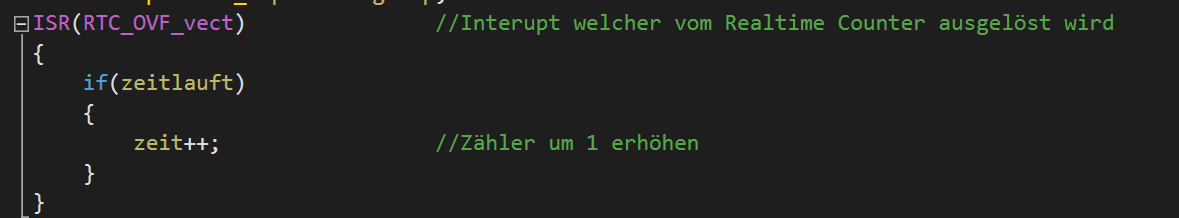 ISR(RTC_OVF_vect) //Interupt welcher vom Realtime Counter ausgelöst wird
{
if(zeitlauft)
{
zeit++; //Zähler um 1 erhöhen
}
}